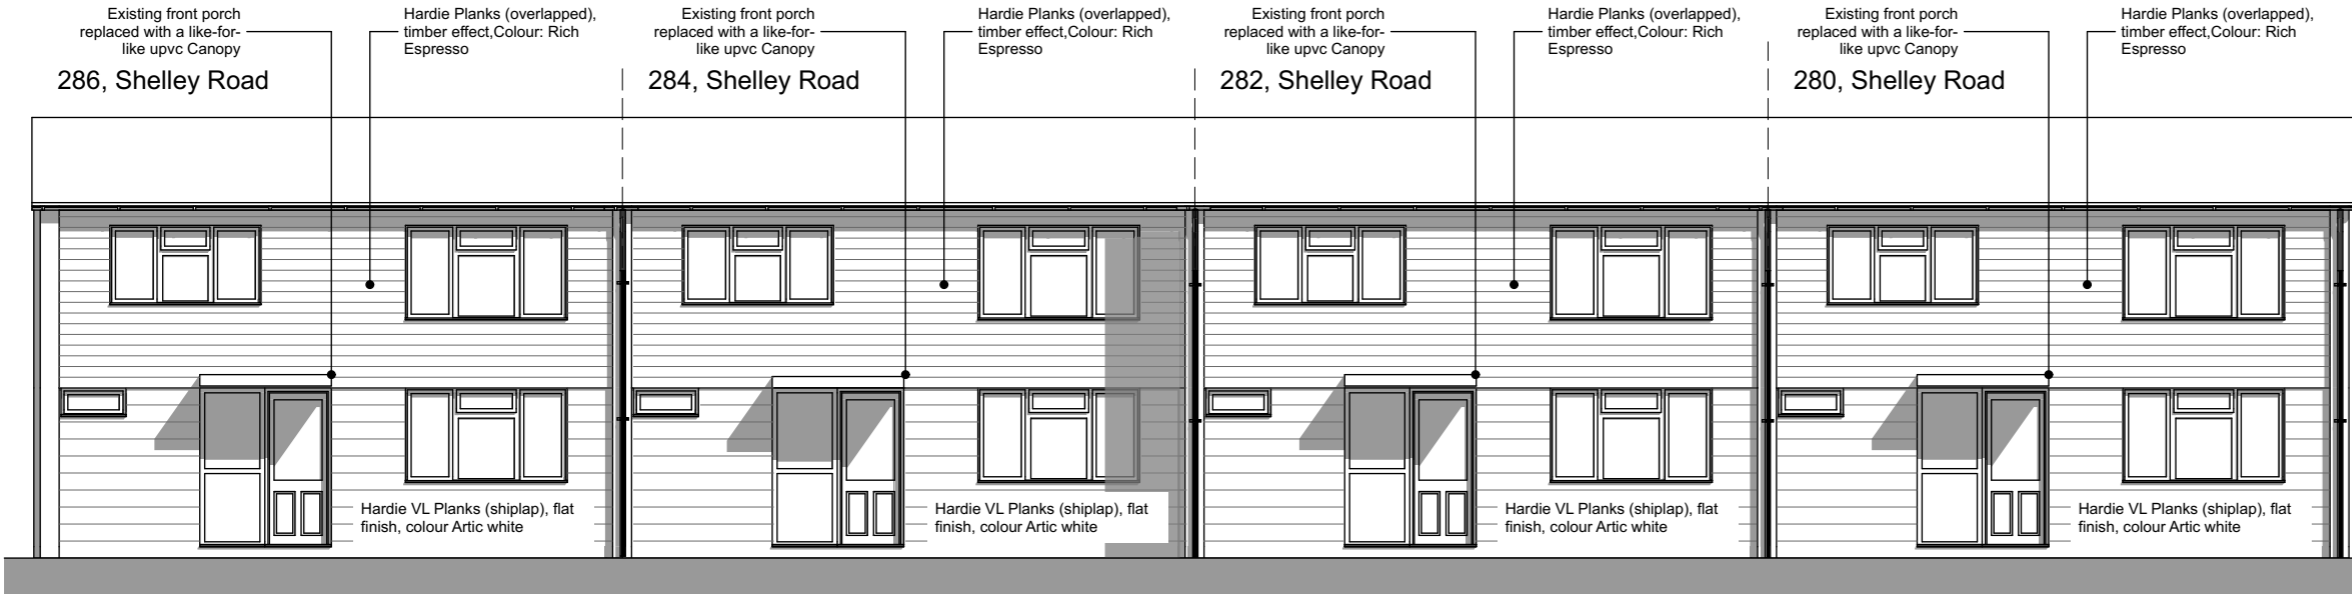 Existing front porch
replaced with a like-for-
like upvc Canopy
Hardie Planks (overlapped),
timber effect,Colour: Rich
Espresso
286, Shelley Road
Existing front porch
replaced with a like-for-
like upvc Canopy
Hardie Planks (overlapped),
timber effect,Colour: Rich
Espresso
284, Shelley Road
Existing front porch
replaced with a like-for-
like upvc Canopy
Hardie Planks (overlapped),
timber effect,Colour: Rich
Espresso
282, Shelley Road
Existing front porch
replaced with a like-for-
like upvc Canopy
Hardie Planks (overlapped),
timber effect,Colour: Rich
Espresso
280, Shelley Road
Hardie VL Planks (shiplap), flat
finish, colour Artic white
Hardie VL Planks (shiplap), flat
finish, colour Artic white
Hardie VL Planks (shiplap), flat
finish, colour Artic white
Hardie VL Planks (shiplap), flat
finish, colour Artic white